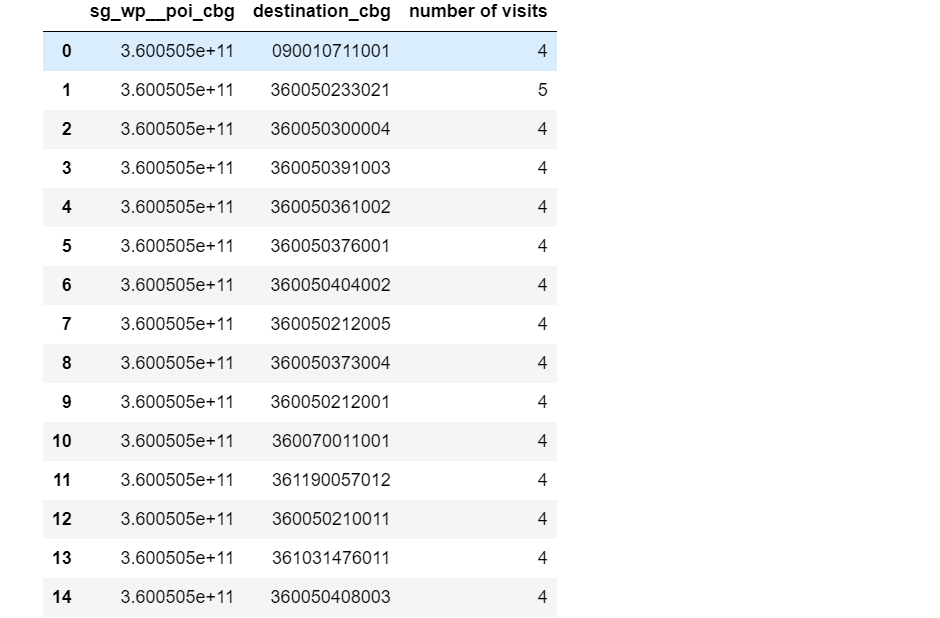 sg_wp__poi_cbg destination_cbg number of visits
0 3.600505e+11 090010711001 4
1 3.600505e+11 360050233021 5
2 3.600505e+11 360050300004 4
3 3.600505e+11 360050391003 4
4 3.600505e+11 360050361002 4
5 3.600505e+11 360050376001 4
6 3.600505e+11 360050404002 4
7 3.600505e+11 360050212005 4
8 3.600505e+11 360050373004 4
9 3.600505e+11 360050212001 4
10 3.600505e+11 360070011001 4
11 3.600505e+11 361190057012 4
12 3.600505e+11 360050210011 4
13 3.600505e+11 361031476011 4
14 3.600505e+11 360050408003 4